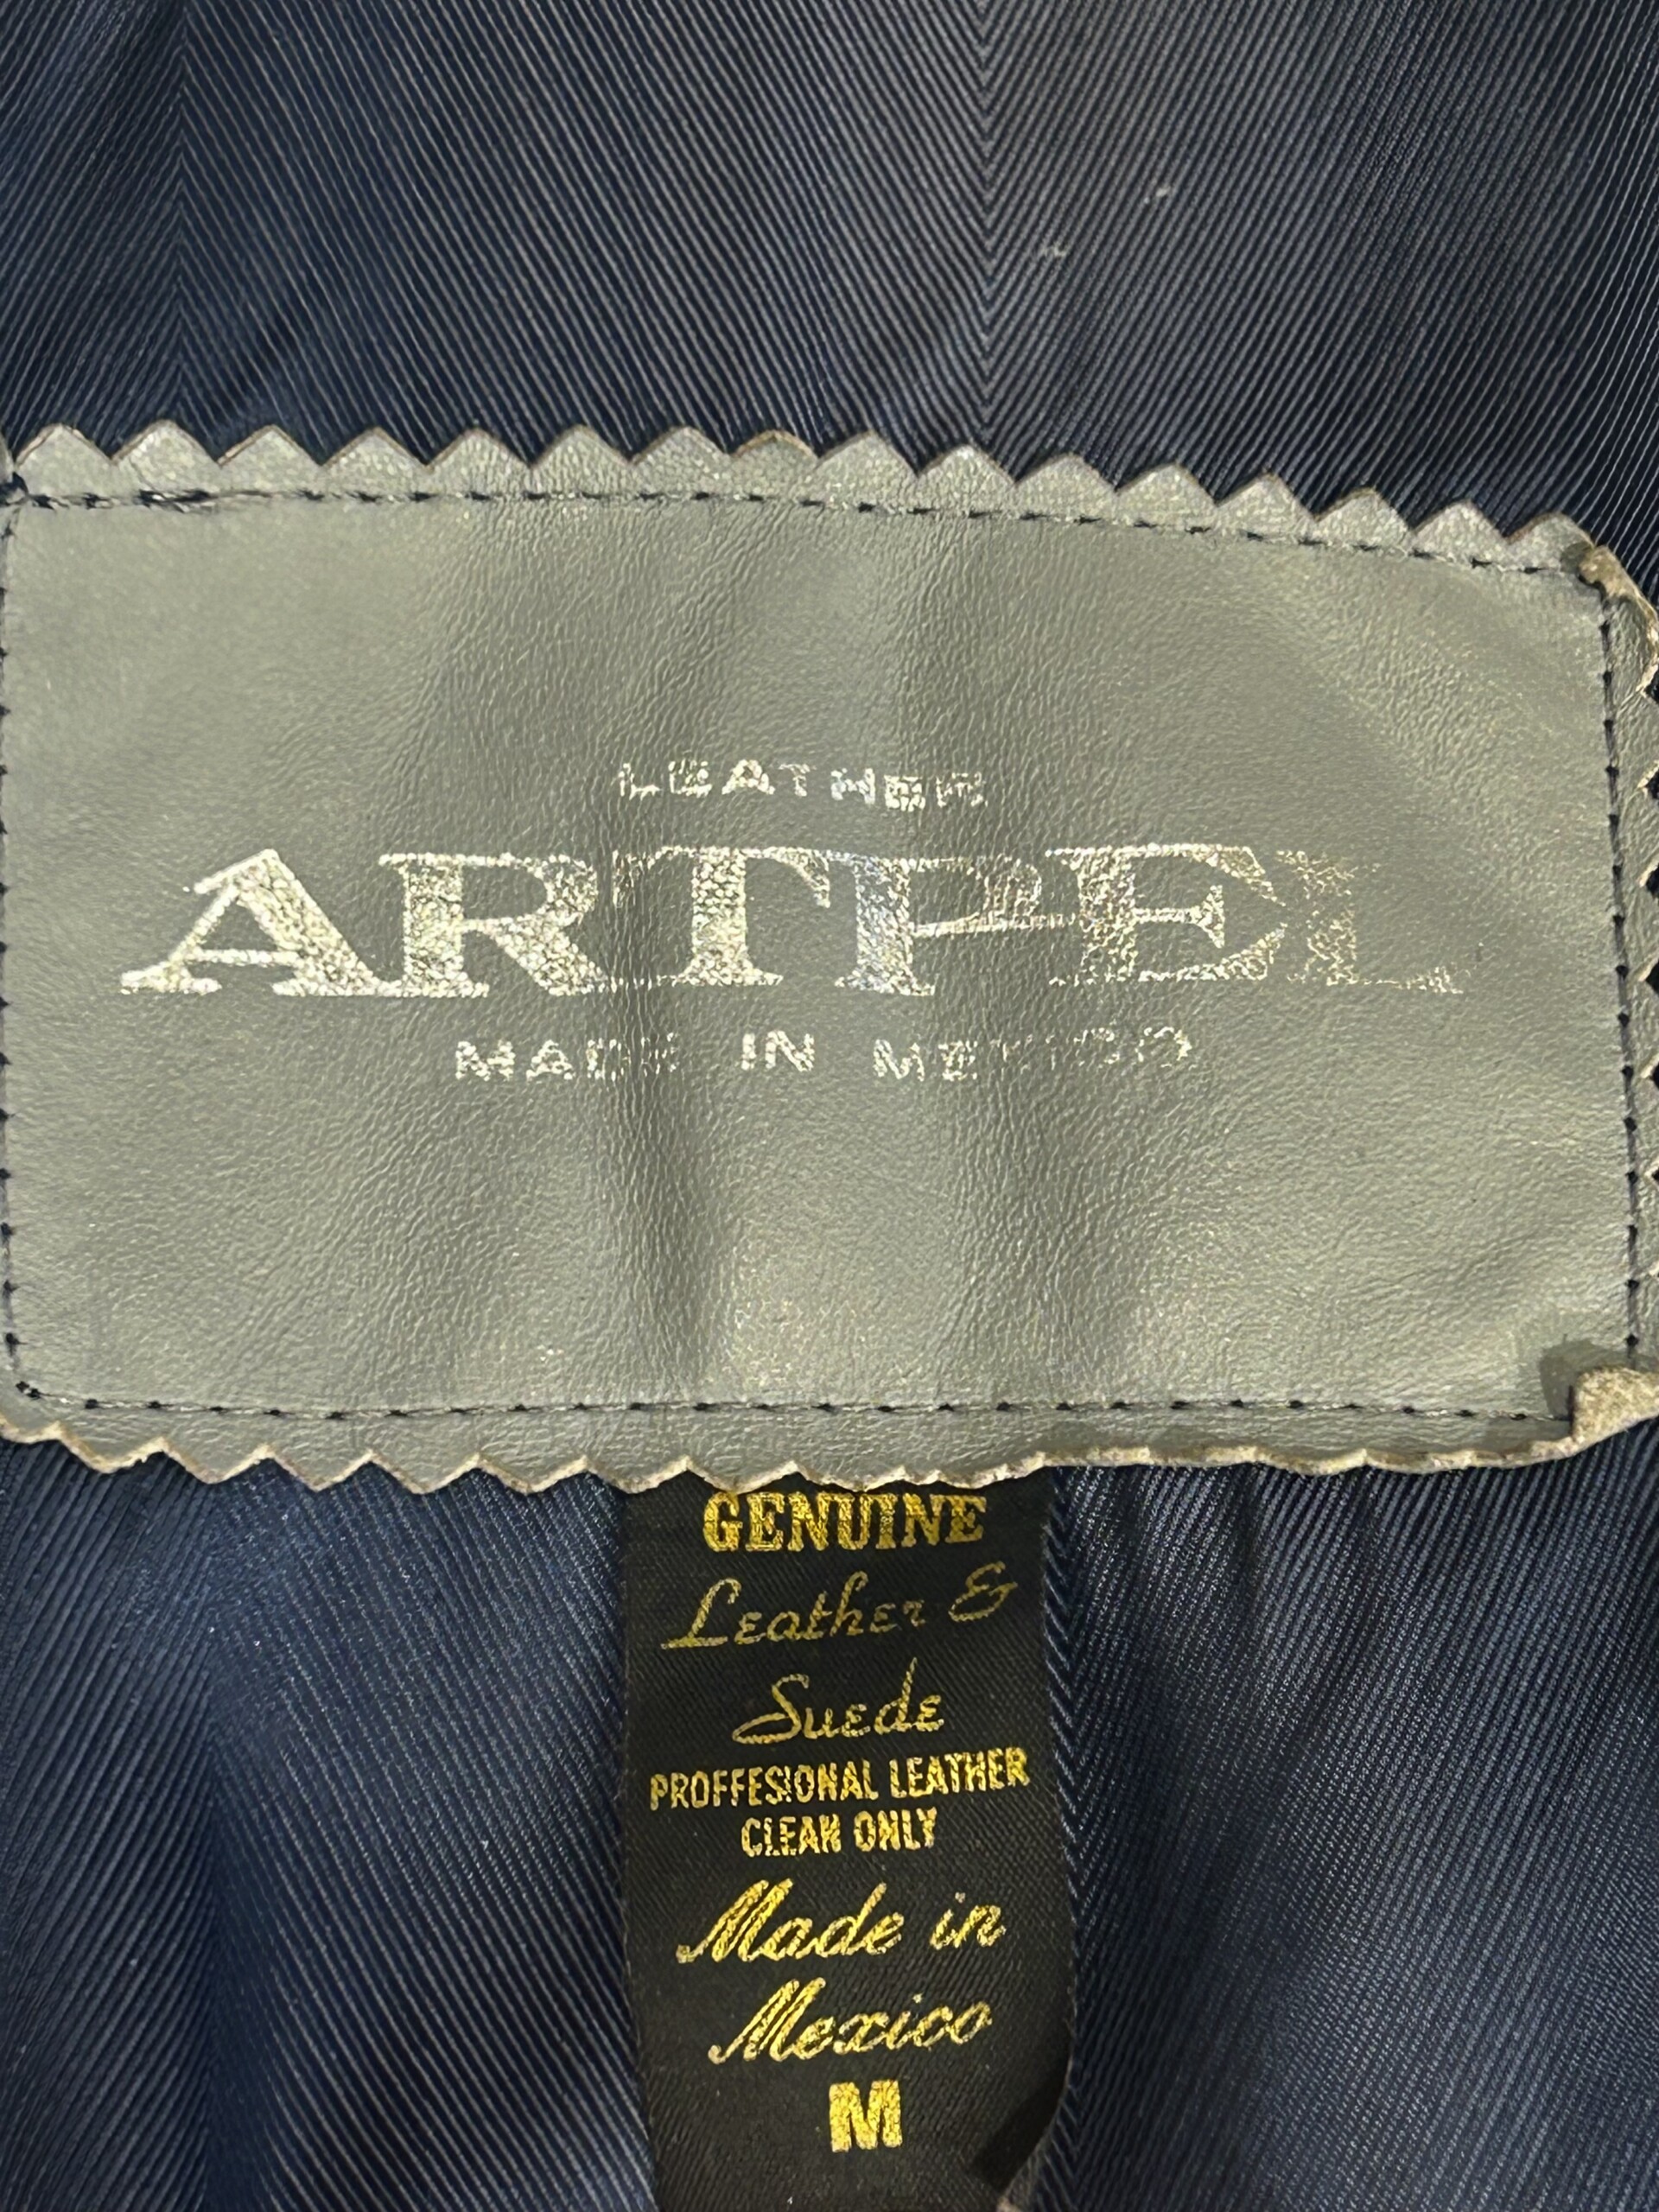 LEATHER
ARTPEL
MADE IN MEXICO
GENUINE
Leather &
Suede
PROFFESIONAL LEATHER
CLEAN ONLY
Made in
Mexico
M